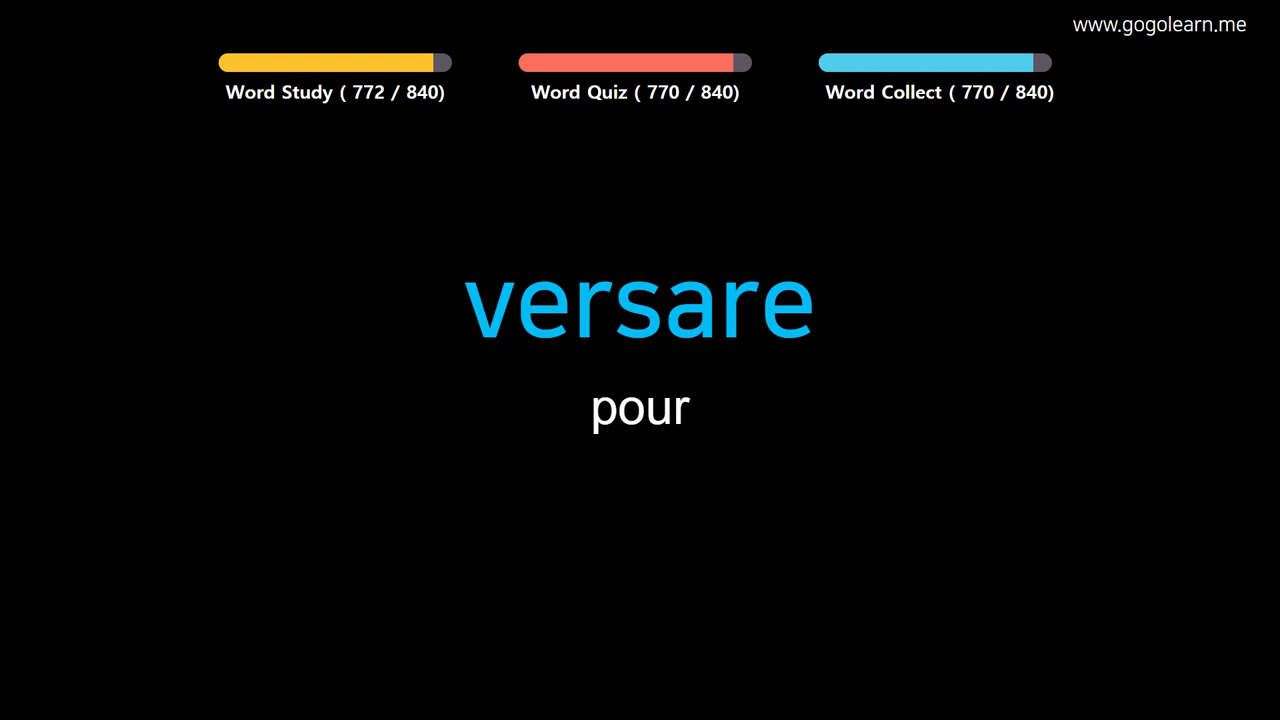 www.gogolearn.me
Word Study ( 772 / 840)
Word Quiz ( 770 / 840)
Word Collect ( 770 / 840)
versare
pour